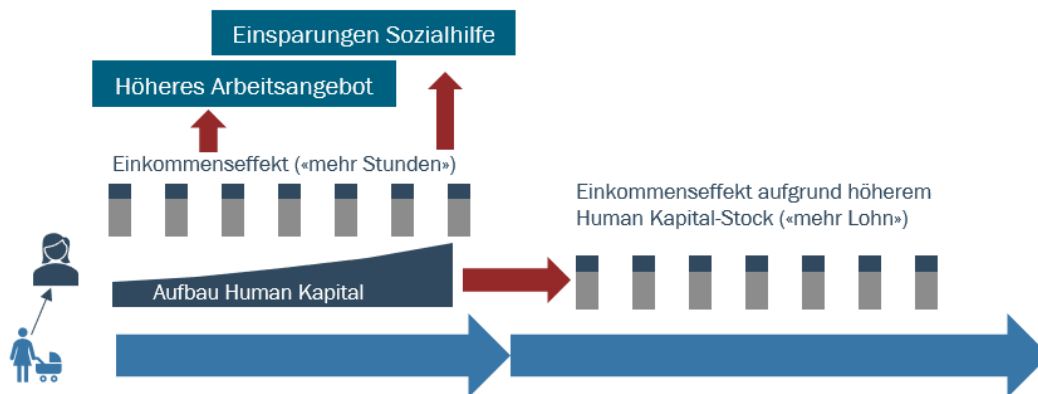 Einsparungen Sozialhilfe
Höheres Arbeitsangebot
Einkommenseffekt («mehr Stunden»)
Einkommenseffekt aufgrund höherem
Human Kapital-Stock («mehr Lohn»)
Aufbau Human Kapital